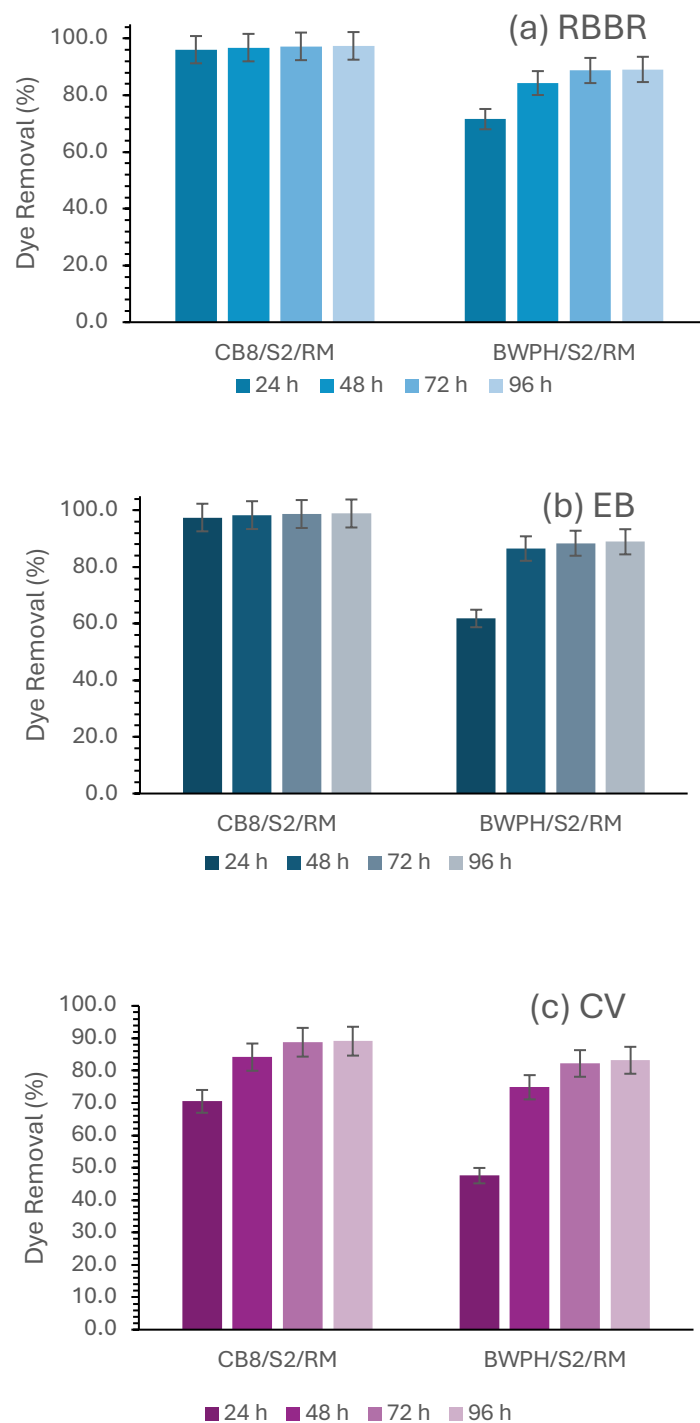 (a) RBBR
Dye Removal (%)
100.0
80.0
60.0
40.0
20.0
0.0
CB8/S2/RM BWPH/S2/RM
24 h 48 h 72 h 96 h
(b) EB
Dye Removal (%)
100.0
80.0
60.0
40.0
20.0
0.0
CB8/S2/RM BWPH/S2/RM
24 h 48 h 72 h 96 h
(c) CV
Dye Removal (%)
100.0
90.0
80.0
70.0
60.0
50.0
40.0
30.0
20.0
10.0
0.0
CB8/S2/RM BWPH/S2/RM
24 h 48 h 72 h 96 h